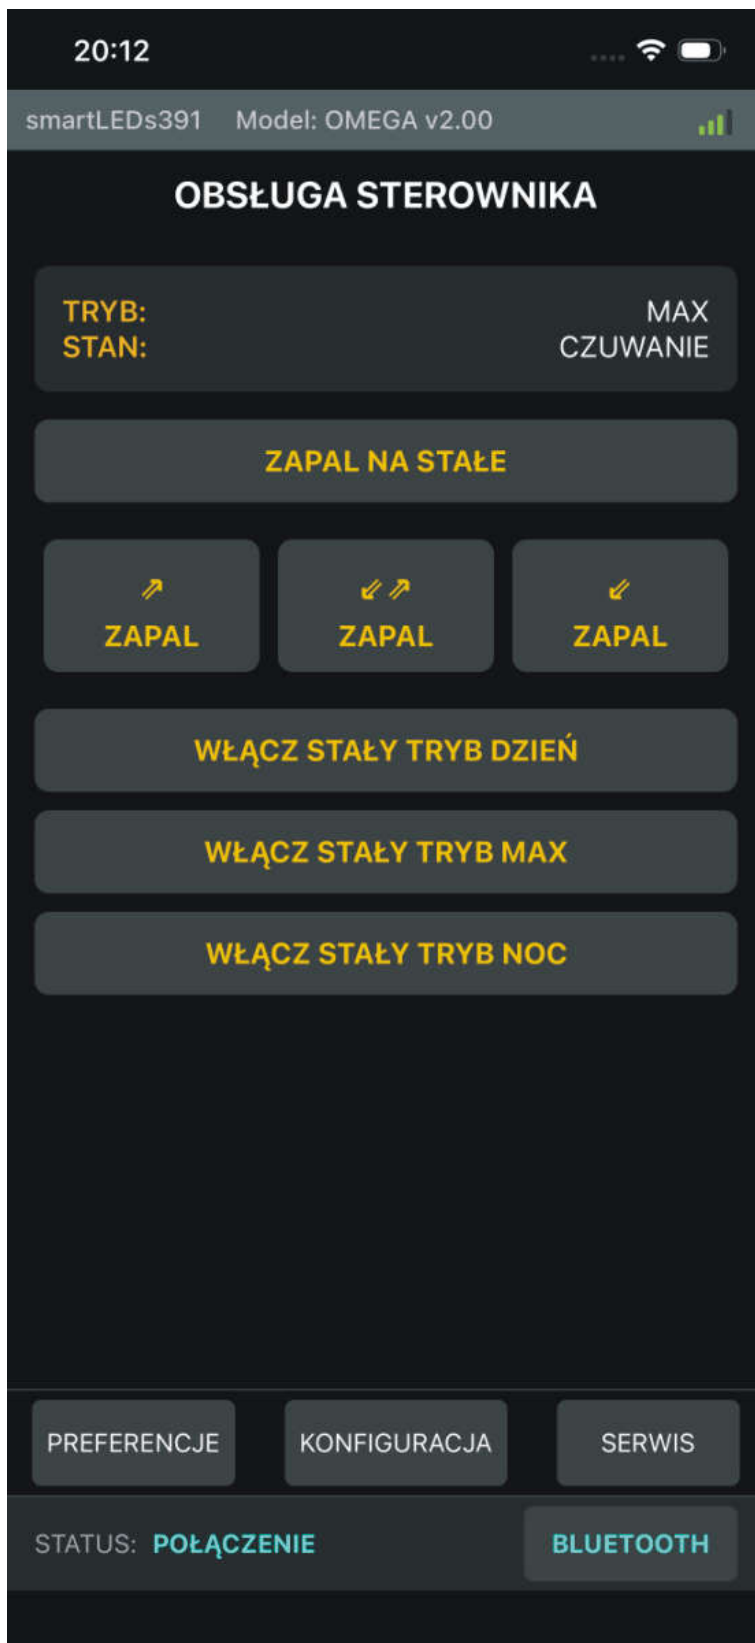 20:12
smartLEDs391 Model: OMEGA v2.00
OBSŁUGA STEROWNIKA
TRYB: MAX
STAN: CZUWANIE
ZAPAL NA STAŁE
⇗ ⇙⇗ ⇙
ZAPAL ZAPAL ZAPAL
WŁĄCZ STAŁY TRYB DZIEŃ
WŁĄCZ STAŁY TRYB MAX
WŁĄCZ STAŁY TRYB NOC
PREFERENCJE KONFIGURACJA SERWIS
STATUS: POŁĄCZENIE BLUETOOTH